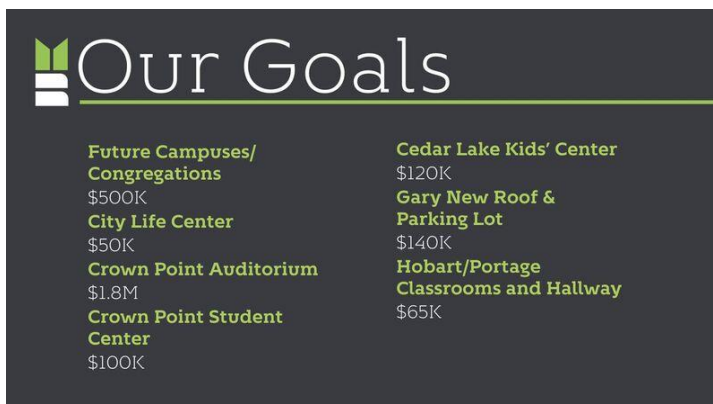 Our Goals
Future Campuses/
Congregations
$500K
City Life Center
$50K
Crown Point Auditorium
$1.8M
Crown Point Student
Center
$100K
Cedar Lake Kids' Center
$120K
Gary New Roof &
Parking Lot
$140K
Hobart/Portage
Classrooms and Hallway
$65K